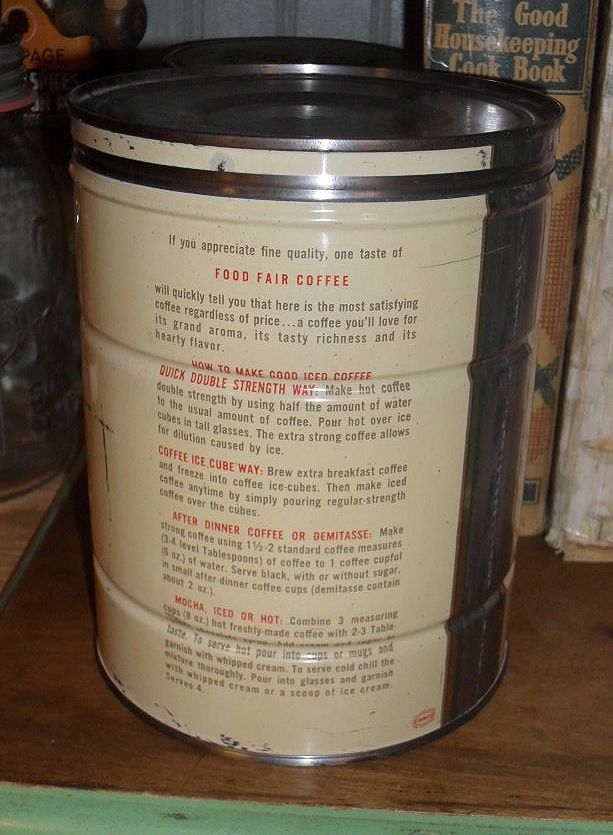 The Good
Housekeeping
Cook Book
PAGE
If you appreciate fine quality, one taste of
FOOD FAIR COFFEE
will quickly tell you that here is the most satisfying
coffee regardless of price...a coffee you'll love for
its grand aroma, its tasty richness and its
hearty flavor.
HOW TO MAKE GOOD ICED COFFEE
QUICK DOUBLE STRENGTH WAY: Make hot coffee
double strength by using half the amount of water
to the usual amount of coffee. Pour hot over ice
cubes in tall glasses. The extra strong coffee allows
for dilution caused by ice.
COFFEE ICE CUBE WAY: Brew extra breakfast coffee
and freeze into coffee ice-cubes. Then make iced
coffee anytime by simply pouring regular-strength
coffee over the cubes.
AFTER DINNER COFFEE OR DEMITASSE: Make
strong coffee using 1½-2 standard coffee measures
(3-4 level Tablespoons) of coffee to 1 coffee cupful
(6 oz.) of water. Serve black, with or without sugar,
in small after-dinner coffee cups (demitasse contain
about 2 oz.).
MOCHA, ICED OR HOT: Combine 3 measuring
cups (8 oz.) hot freshly-made coffee with 2-3 Table-
taste. To serve hot pour into cups or mugs and
garnish with whipped cream. To serve cold chill the
mixture thoroughly. Pour into glasses and garnish
with whipped cream or a scoop of ice cream.
Serves 4.